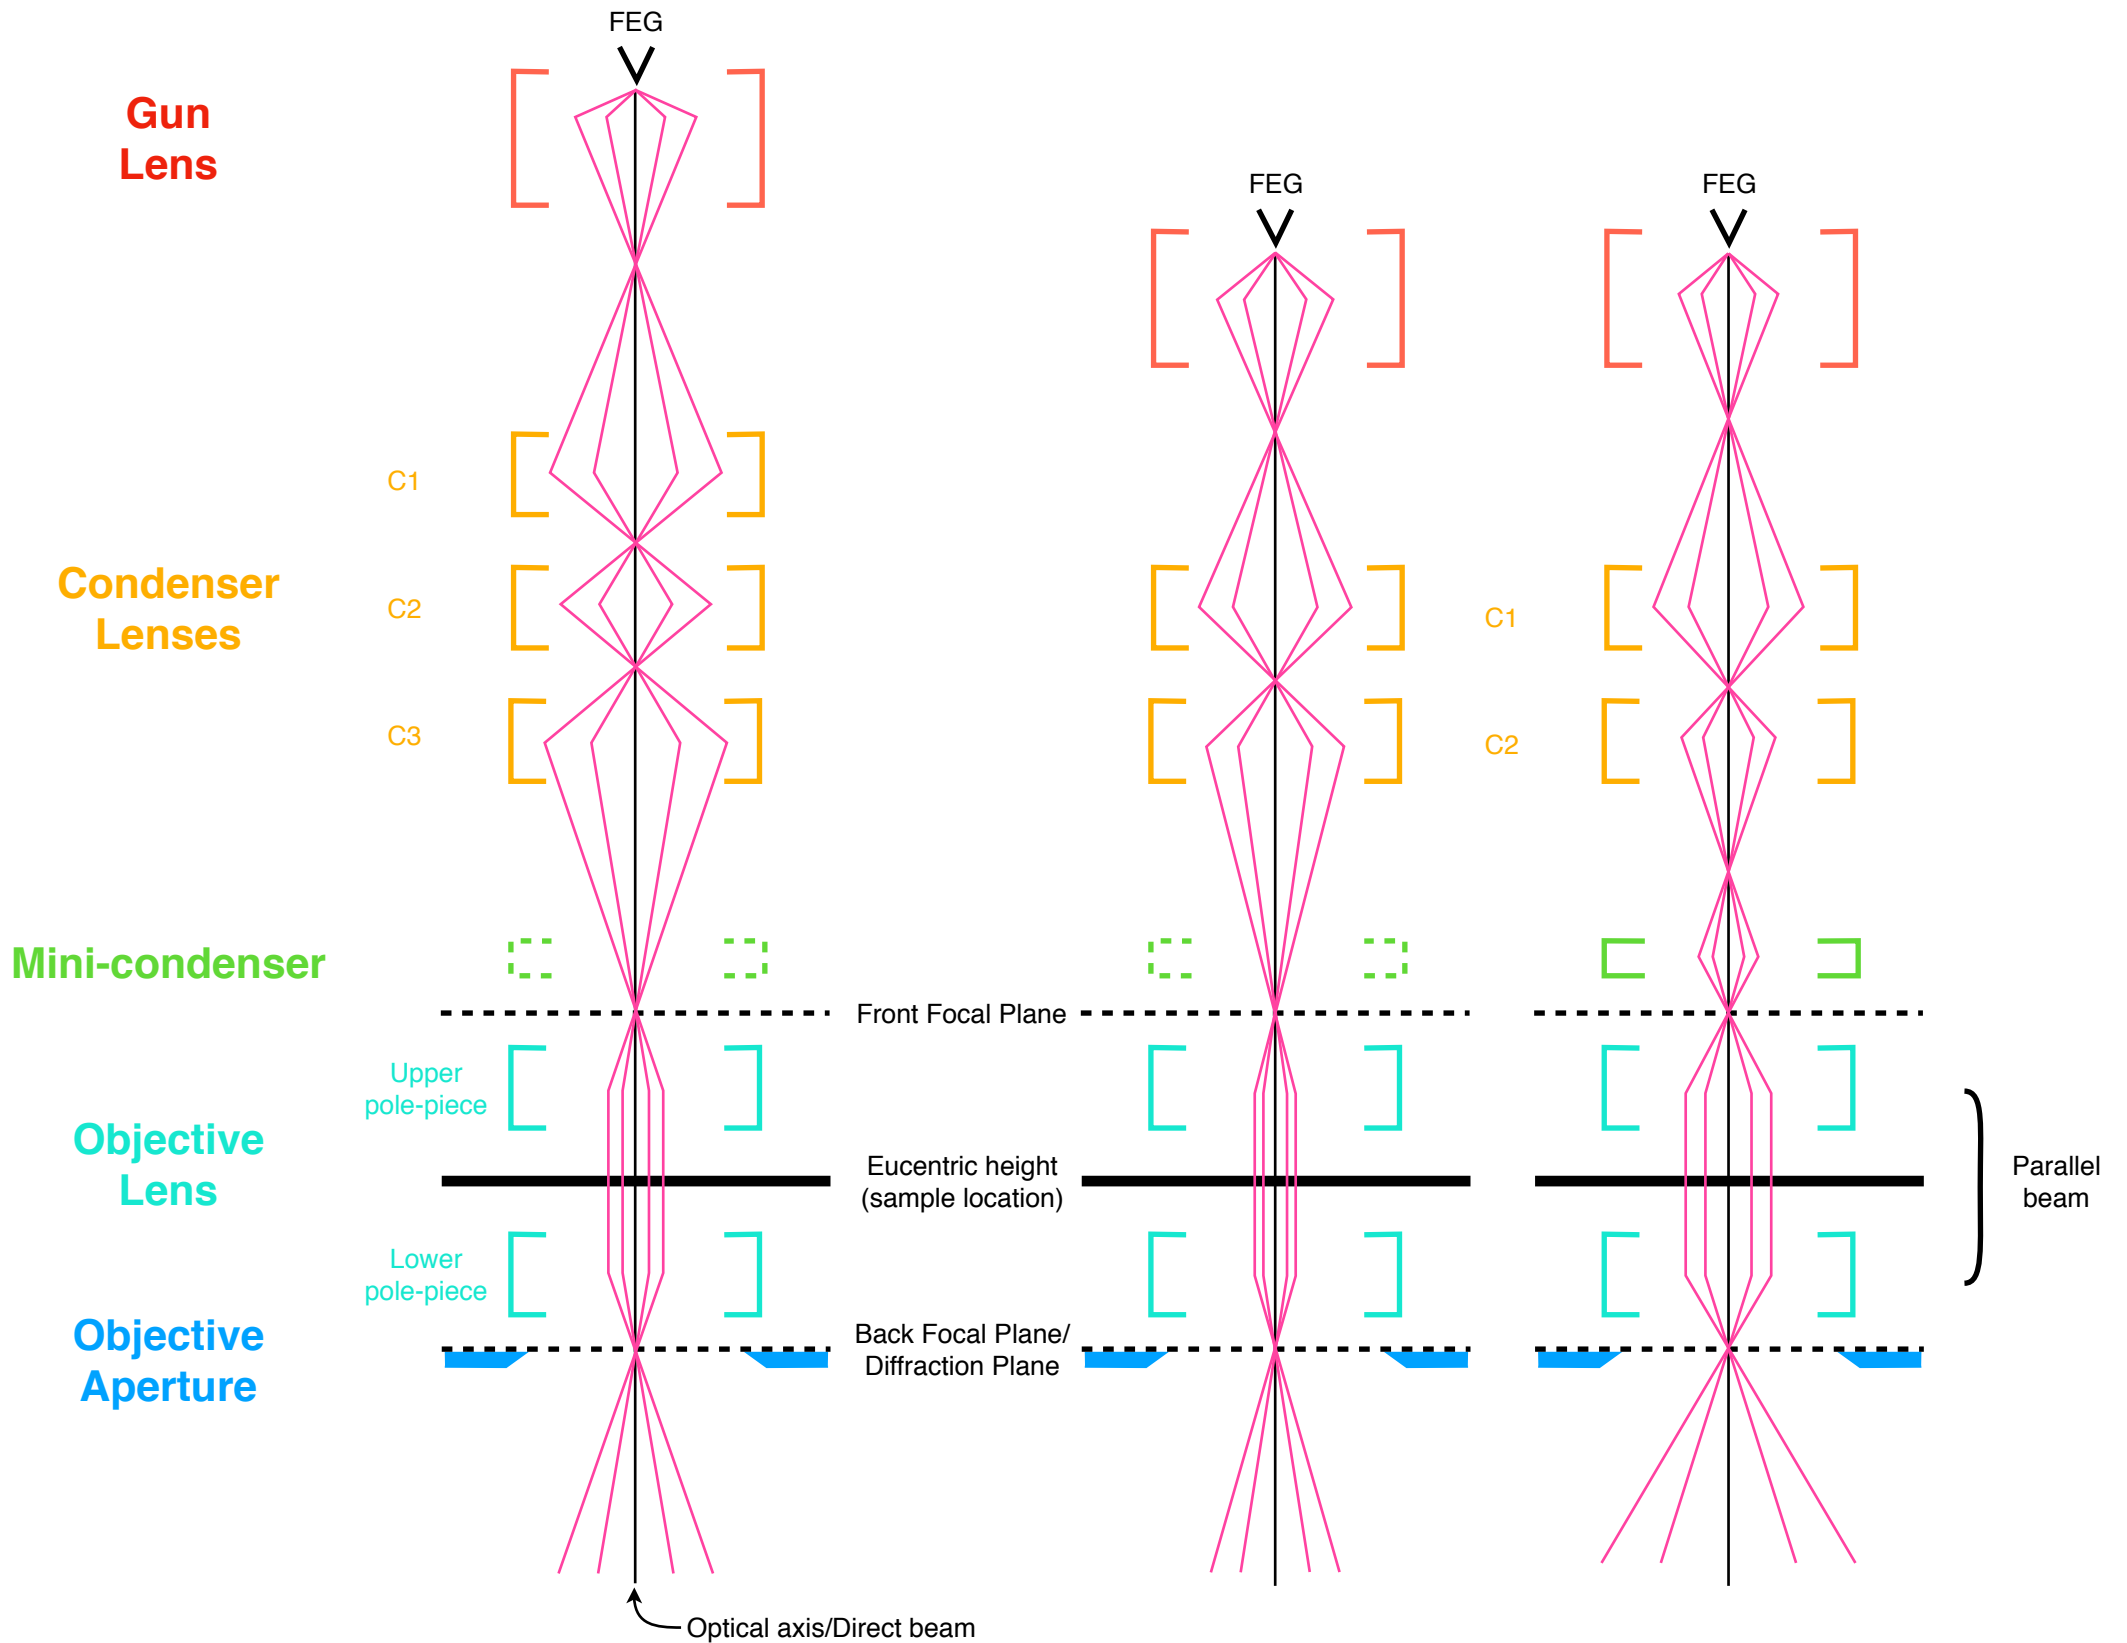 FEG
Gun
Lens
FEG
FEG
C1
Condenser
Lenses
C2
C1
C3
C2
Mini-condenser
Front Focal Plane
Upper
pole-piece
Objective
Lens
Eucentric height
(sample location)
Parallel
beam
Lower
pole-piece
Objective
Aperture
Back Focal Plane/
Diffraction Plane
Optical axis/Direct beam